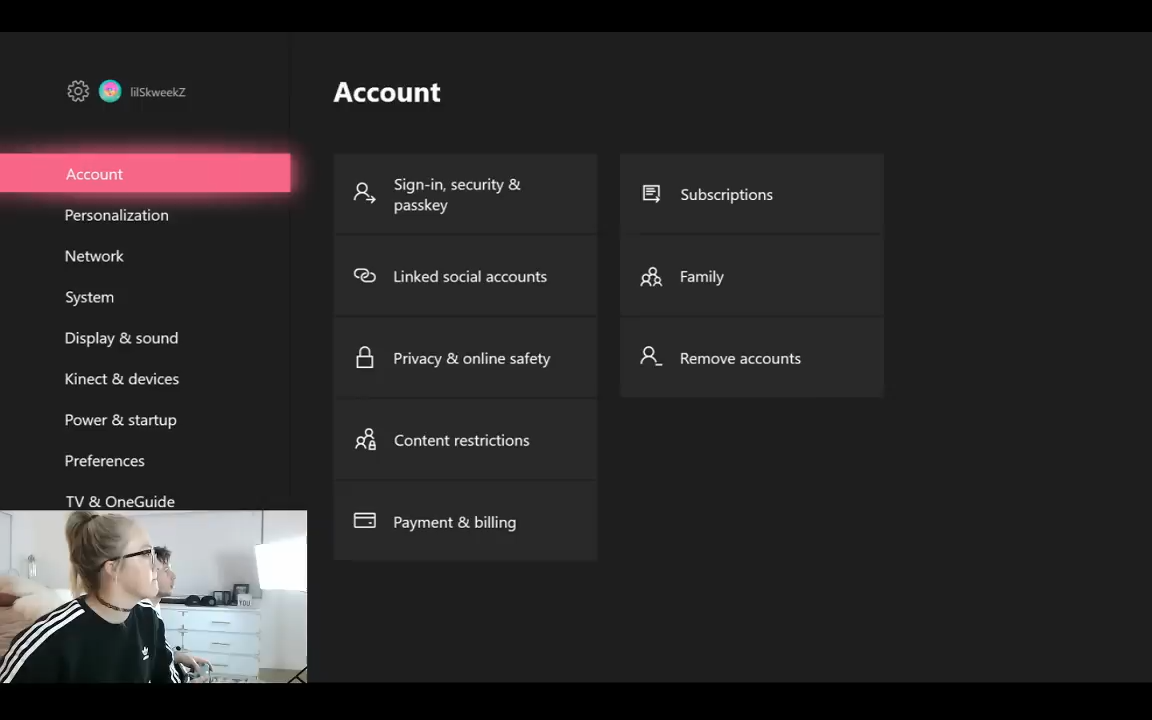 lilSkweekZ
Account
Account
Personalization
Network
System
Display & sound
Kinect & devices
Power & startup
Preferences
TV & OneGuide
Sign-in, security &
passkey
Linked social accounts
Privacy & online safety
Content restrictions
Payment & billing
Subscriptions
Family
Remove accounts
YOU